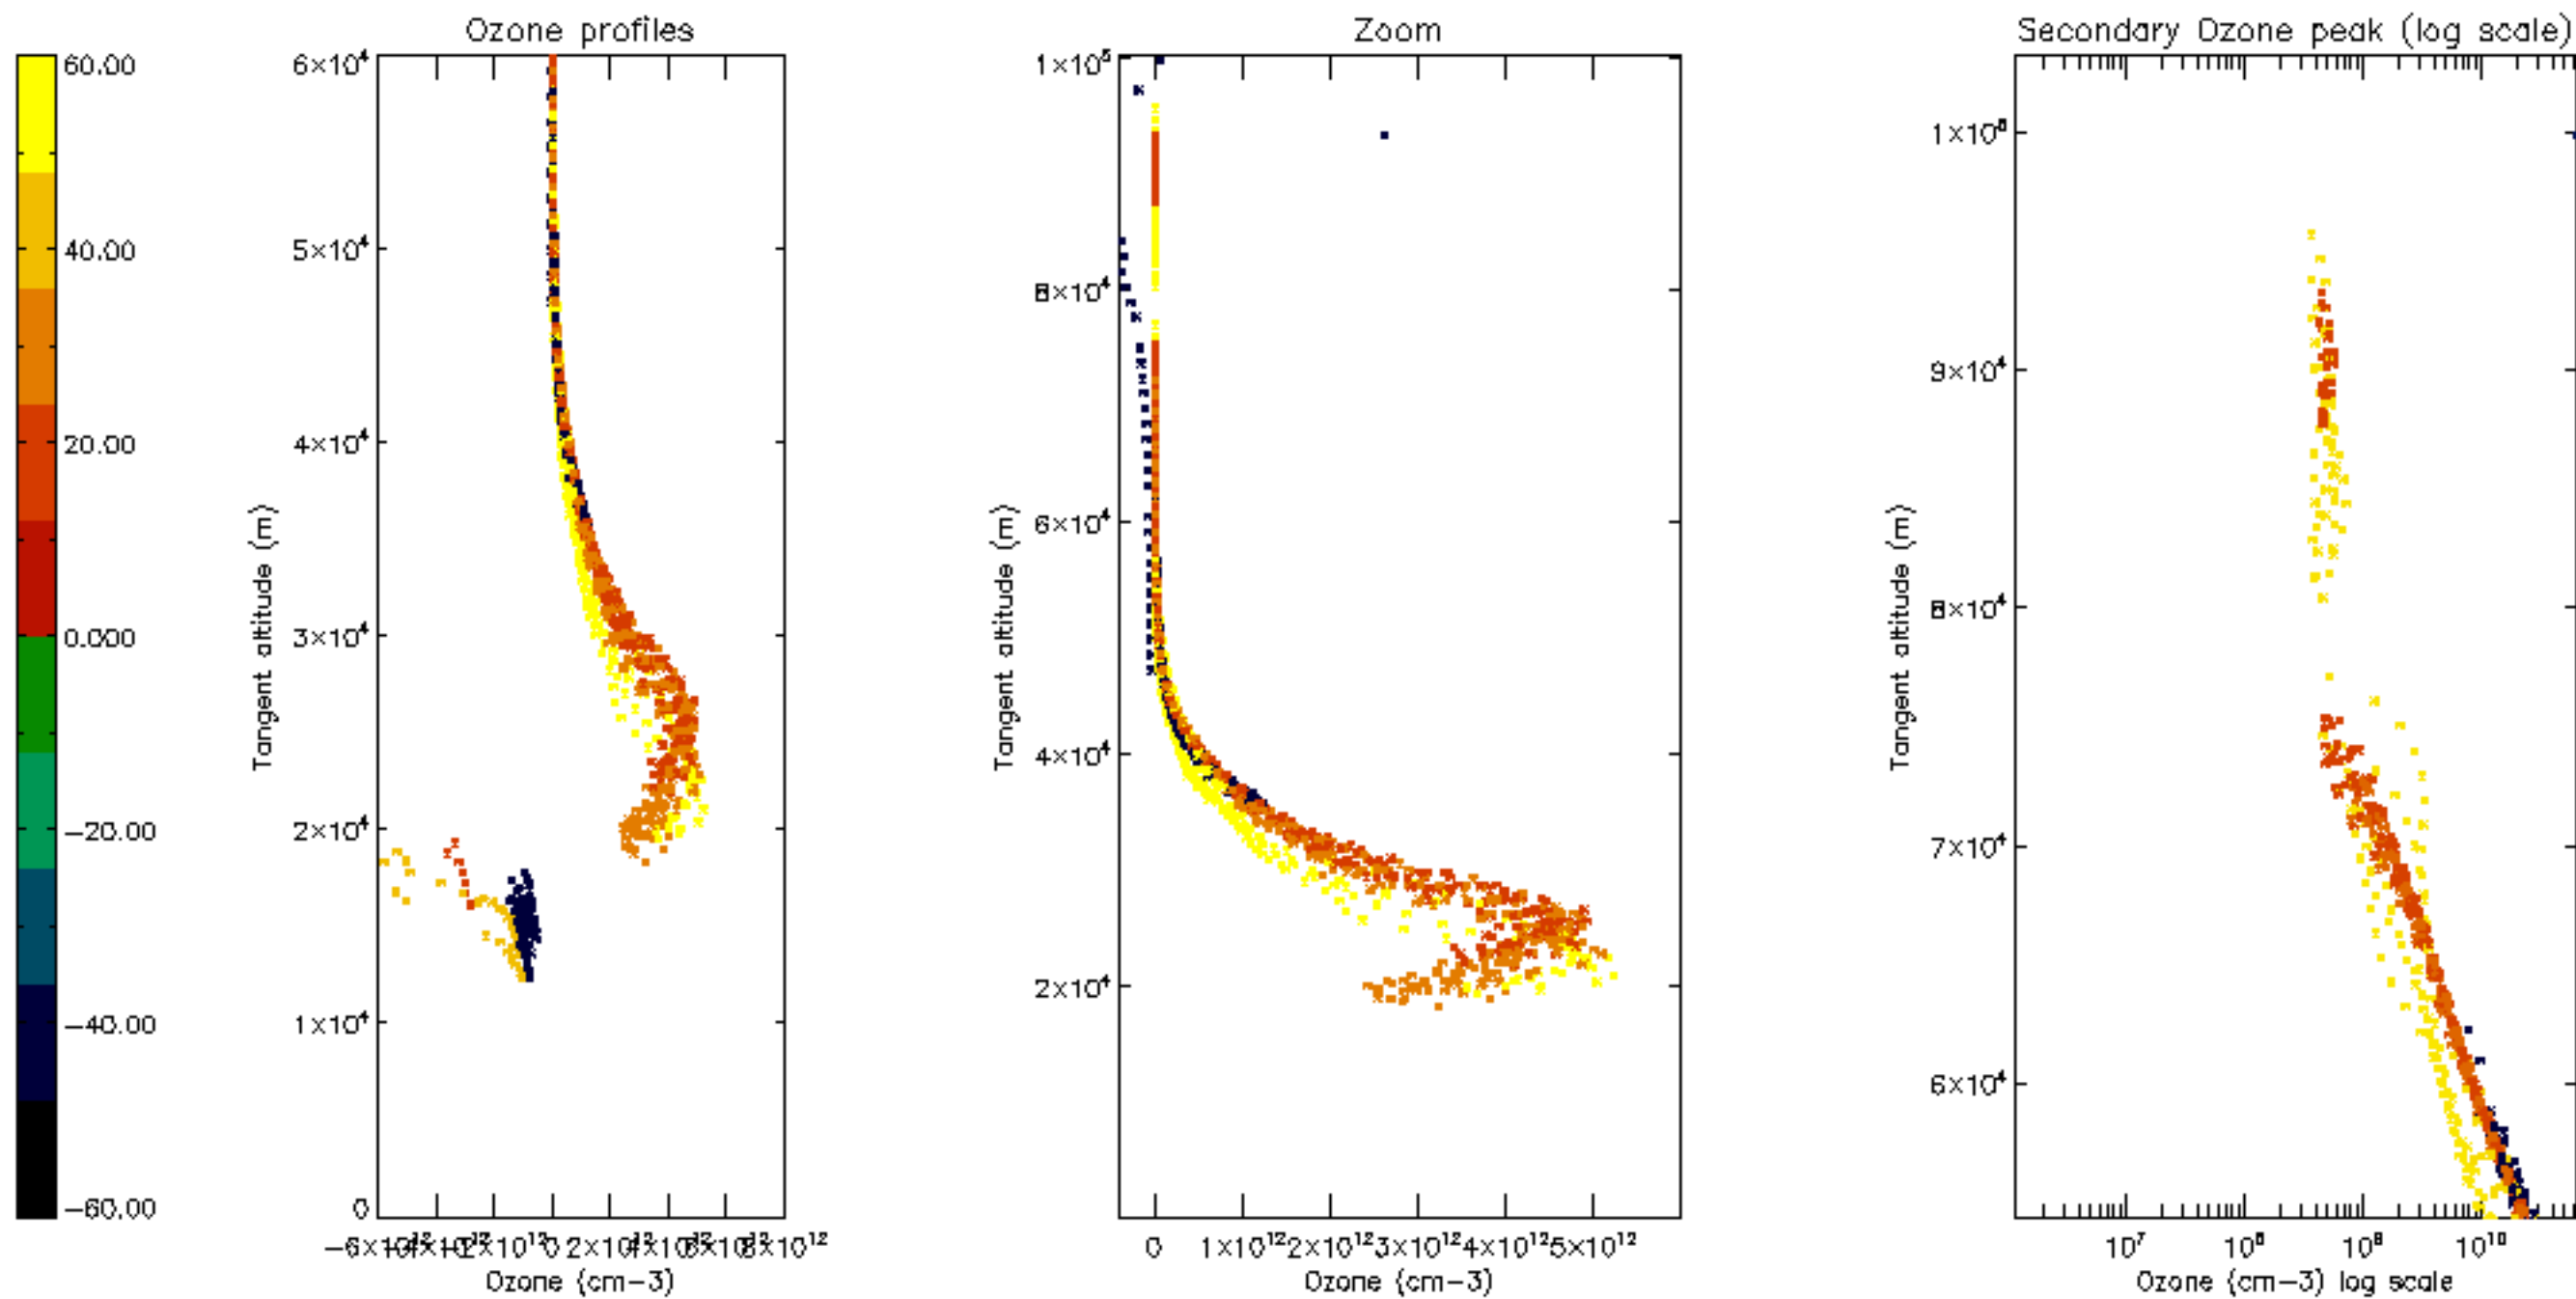 Ozone profiles
Zoom
Secondary Ozone peak (log scale)
60.00
40.00
20.00
0.000
-20.00
-40.00
-60.00
6×10⁴
5×10⁴
4×10⁴
3×10⁴
2×10⁴
1×10⁴
0
Tangent altitude (m)
0
Ozone (cm-3)
1×10⁵
8×10⁴
6×10⁴
4×10⁴
2×10⁴
Tangent altitude (m)
0 1×10¹² 2×10¹² 3×10¹² 4×10¹² 5×10¹²
Ozone (cm-3)
9×10⁴
8×10⁴
7×10⁴
6×10⁴
Tangent altitude (m)
10⁷ 10⁸ 10⁹ 10¹⁰
Ozone (cm-3) log scale